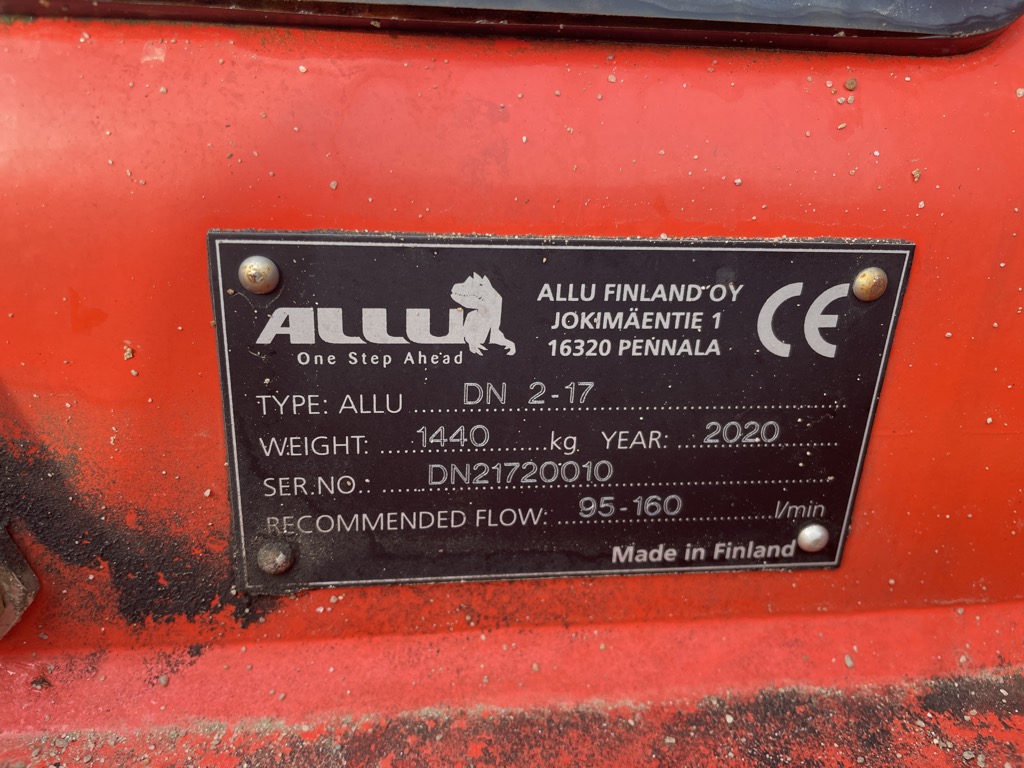 ALLU
One Step Ahead
ALLU FINLAND OY
JOKIMÄENTIE 1
16320 PENNALA
CE
TYPE: ALLU DN 2-17
WEIGHT: 1440 kg YEAR: 2020
SER.NO.: DN21720010
RECOMMENDED FLOW: 95-160 l/min
Made in Finland